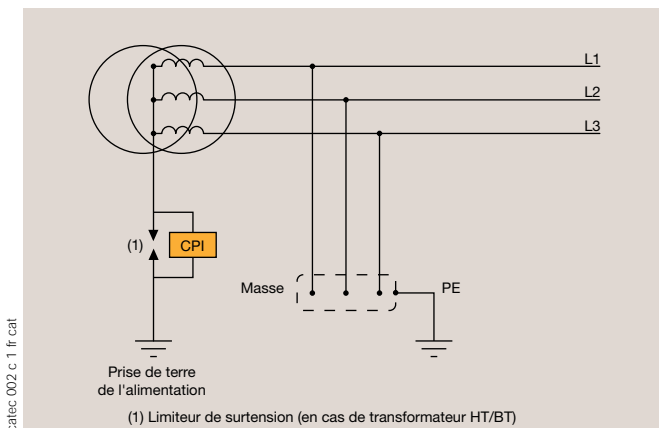 L1
L2
L3
(1)
CPI
Masse
PE
Prise de terre
de l'alimentation
(1) Limiteur de surtension (en cas de transformateur HT/BT)
catec 002 c 1 fr cat